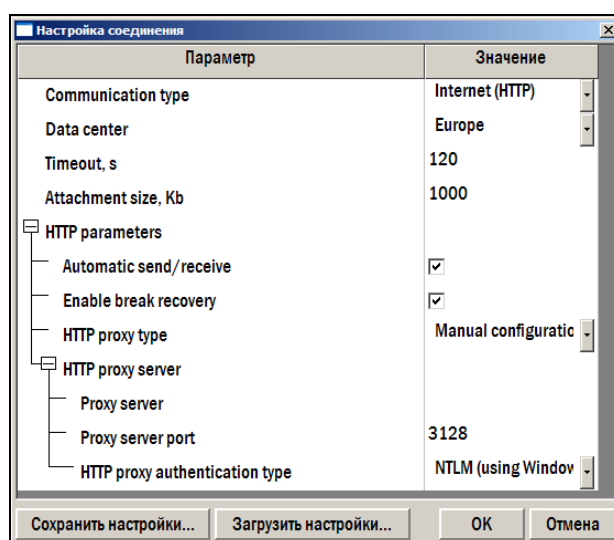 Настройка соединения
Параметр Значение
Communication type Internet (HTTP)
Data center Europe
Timeout, s 120
Attachment size, Kb 1000
HTTP parameters
Automatic send/receive
Enable break recovery
HTTP proxy type Manual configuratio
HTTP proxy server
Proxy server
Proxy server port 3128
HTTP proxy authentication type NTLM (using Window
Сохранить настройки... Загрузить настройки... OK Отмена